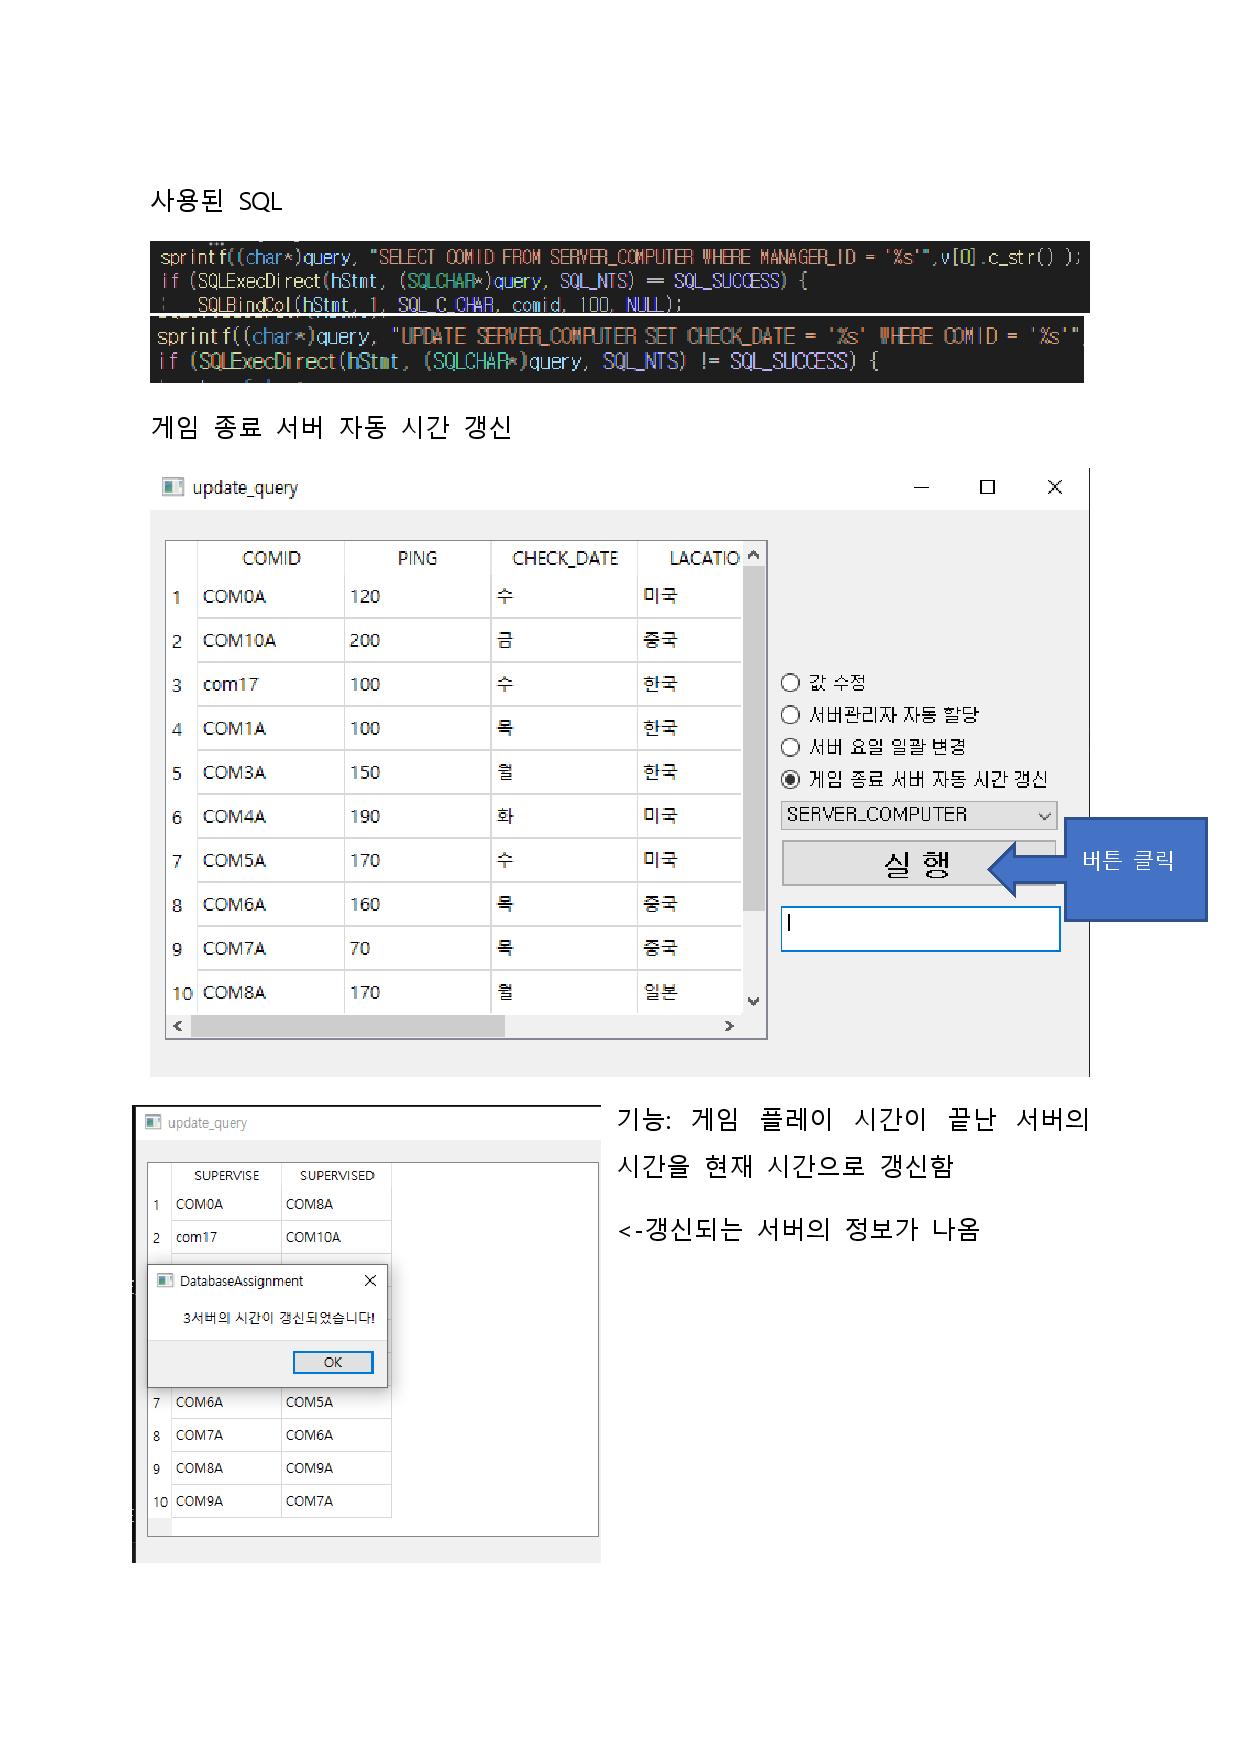 사용된 SQL
sprintf((char*)query, "SELECT COMID FROM SERVER_COMPUTER WHERE MANAGER_ID = '%s'",v[0].c_str() );
if (SQLExecDirect(hStmt, (SQLCHAR*)query, SQL_NTS) == SQL_SUCCESS) {
SQLBindCol(hStmt, 1, SQL_C_CHAR, comid, 100, NULL);
sprintf((char*)query, "UPDATE SERVER_COMPUTER SET CHECK_DATE = '%s' WHERE COMID = '%s'"
if (SQLExecDirect(hStmt, (SQLCHAR*)query, SQL_NTS) != SQL_SUCCESS) {
게임 종료 서버 자동 시간 갱신
update_query
COMID PING CHECK_DATE LACATIO
1 COM0A 120 수 미국
2 COM10A 200 금 중국
3 com17 100 수 한국
4 COM1A 100 목 한국
5 COM3A 150 월 한국
6 COM4A 190 화 미국
7 COM5A 170 수 미국
8 COM6A 160 목 중국
9 COM7A 70 목 중국
10 COM8A 170 월 일본
값 수정
서버관리자 자동 할당
서버 요일 일괄 변경
게임 종료 서버 자동 시간 갱신
SERVER_COMPUTER
실 행
버튼 클릭
update_query
SUPERVISE SUPERVISED
1 COM0A COM8A
2 com17 COM10A
DatabaseAssignment
3서버의 시간이 갱신되었습니다!
OK
7 COM6A COM5A
8 COM7A COM6A
9 COM8A COM9A
10 COM9A COM7A
기능: 게임 플레이 시간이 끝난 서버의
시간을 현재 시간으로 갱신함
<-갱신되는 서버의 정보가 나옴